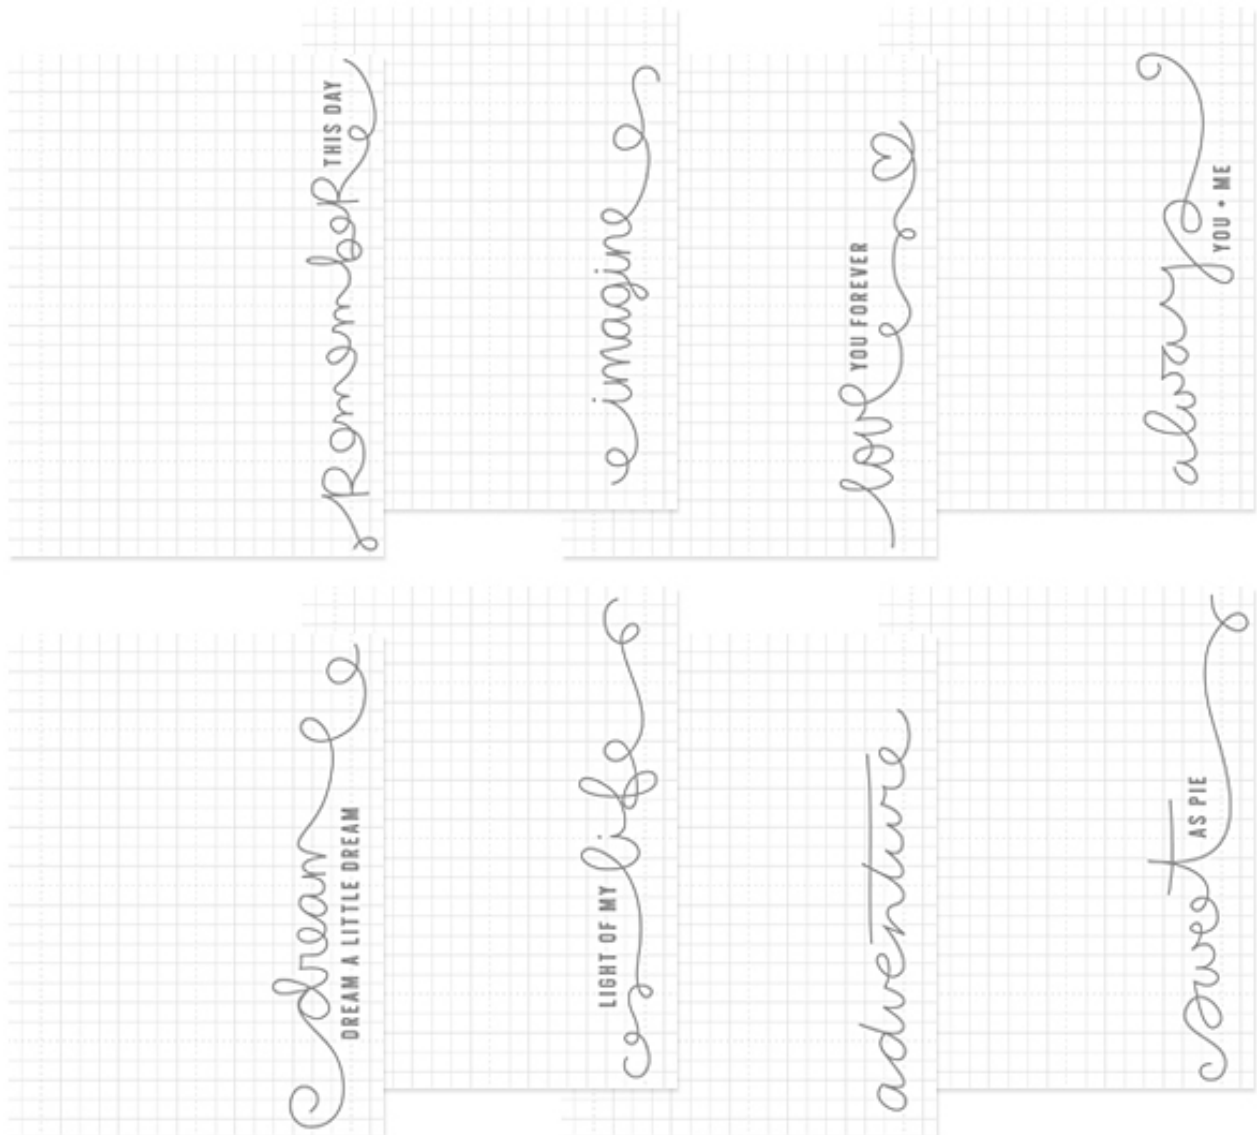 Remember
THIS DAY
imagine
love
YOU FOREVER
always
YOU • ME
dream
DREAM A LITTLE DREAM
LIGHT OF MY
life
adventure
sweet
AS PIE